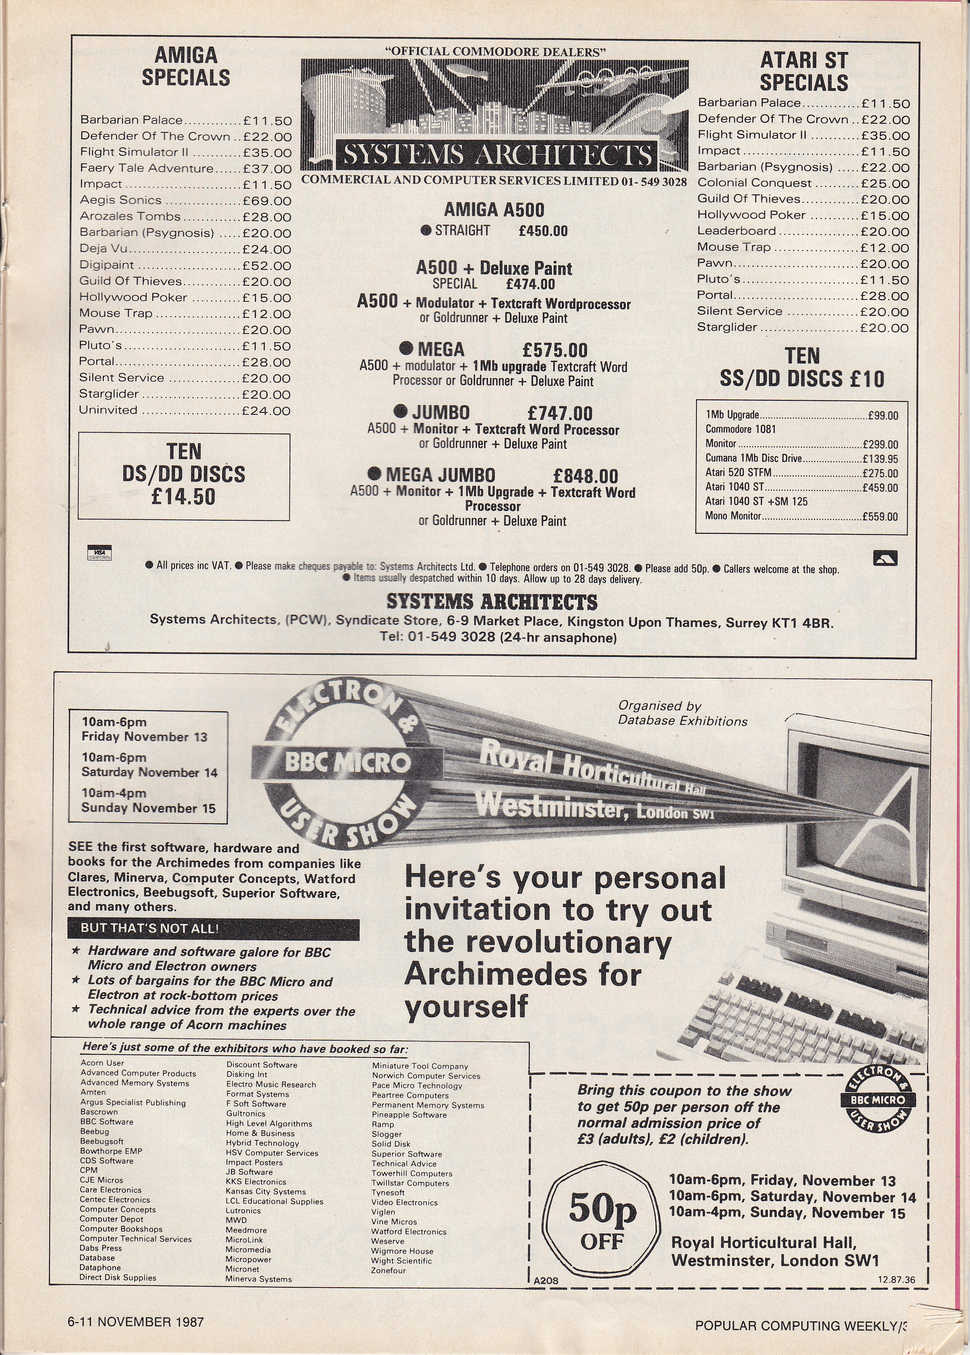 AMIGA
SPECIALS
Barbarian Palace.............£11.50
Defender Of The Crown ..£22.00
Flight Simulator II ...........£35.00
Faery Tale Adventure......£37.00
Impact...........................£11.50
Aegis Sonics .................£69.00
Arozales Tombs .............£28.00
Barbarian (Psygnosis) .....£20.00
Deja Vu.........................£24.00
Digipaint .......................£52.00
Guild Of Thieves.............£20.00
Hollywood Poker ...........£15.00
Mouse Trap ...................£12.00
Pawn............................£20.00
Pluto's ..........................£11.50
Portal............................£28.00
Silent Service ................£20.00
Starglider ......................£20.00
Uninvited ......................£24.00
TEN
DS/DD DISCS
£14.50
"OFFICIAL COMMODORE DEALERS"
SYSTEMS ARCHITECTS
COMMERCIAL AND COMPUTER SERVICES LIMITED 01- 549 3028
AMIGA A500
● STRAIGHT £450.00
A500 + Deluxe Paint
SPECIAL £474.00
A500 + Modulator + Textcraft Wordprocessor
or Goldrunner + Deluxe Paint
● MEGA £575.00
A500 + modulator + 1Mb upgrade Textcraft Word
Processor or Goldrunner + Deluxe Paint
● JUMBO £747.00
A500 + Monitor + Textcraft Word Processor
or Goldrunner + Deluxe Paint
● MEGA JUMBO £848.00
A500 + Monitor + 1Mb Upgrade + Textcraft Word
Processor
or Goldrunner + Deluxe Paint
ATARI ST
SPECIALS
Barbarian Palace.............£11.50
Defender Of The Crown ..£22.00
Flight Simulator II ...........£35.00
Impact...........................£11.50
Barbarian (Psygnosis) .....£22.00
Colonial Conquest ..........£25.00
Guild Of Thieves.............£20.00
Hollywood Poker ...........£15.00
Leaderboard ..................£20.00
Mouse Trap ...................£12.00
Pawn............................£20.00
Pluto's ..........................£11.50
Portal............................£28.00
Silent Service ................£20.00
Starglider ......................£20.00
TEN
SS/DD DISCS £10
1Mb Upgrade........................................£99.00
Commodore 1081
Monitor................................................£299.00
Cumana 1Mb Disc Drive......................£139.95
Atari 520 STFM...................................£275.00
Atari 1040 ST......................................£459.00
Atari 1040 ST +SM 125
Mono Monitor......................................£559.00
VISA
● All prices inc VAT. ● Please make cheques payable to: Systems Architects Ltd. ● Telephone orders on 01-549 3028. ● Please add 50p. ● Callers welcome at the shop.
● Items usually despatched within 10 days. Allow up to 28 days delivery.
SYSTEMS ARCHITECTS
Systems Architects, (PCW), Syndicate Store, 6-9 Market Place, Kingston Upon Thames, Surrey KT1 4BR.
Tel: 01-549 3028 (24-hr ansaphone)
10am-6pm
Friday November 13
10am-6pm
Saturday November 14
10am-4pm
Sunday November 15
ELECTRON &
BBC MICRO
USER SHOW
Royal Horticultural Hall
Westminster, London SW1
Organised by
Database Exhibitions
SEE the first software, hardware and
books for the Archimedes from companies like
Clares, Minerva, Computer Concepts, Watford
Electronics, Beebugsoft, Superior Software,
and many others.
BUT THAT'S NOT ALL!
★ Hardware and software galore for BBC
Micro and Electron owners
★ Lots of bargains for the BBC Micro and
Electron at rock-bottom prices
★ Technical advice from the experts over the
whole range of Acorn machines
Here's your personal
invitation to try out
the revolutionary
Archimedes for
yourself
Here's just some of the exhibitors who have booked so far:
Acorn User
Advanced Computer Products
Advanced Memory Systems
Amten
Argus Specialist Publishing
Bascrown
BBC Software
Beebug
Beebugsoft
Bowthorpe EMP
CDS Software
CPM
CJE Micros
Care Electronics
Centec Electronics
Computer Concepts
Computer Depot
Computer Bookshops
Computer Technical Services
Dabs Press
Database
Dataphone
Direct Disk Supplies
Discount Software
Disking Int
Electro Music Research
Format Systems
F Soft Software
Gultronics
High Level Algorithms
Home & Business
Hybrid Technology
HSV Computer Services
Impact Posters
JB Software
KKS Electronics
Kansas City Systems
LCL Educational Supplies
Lutronics
MWD
Meedmore
MicroLink
Micromedia
Micropower
Micronet
Minerva Systems
Miniature Tool Company
Norwich Computer Services
Pace Micro Technology
Peartree Computers
Permanent Memory Systems
Pineapple Software
Ramp
Slogger
Solid Disk
Superior Software
Technical Advice
Towerhill Computers
Twillstar Computers
Tynesoft
Video Electronics
Viglen
Vine Micros
Watford Electronics
Weserve
Wigmore House
Wight Scientific
Zonefour
Bring this coupon to the show
to get 50p per person off the
normal admission price of
£3 (adults), £2 (children).
ELECTRON &
BBC MICRO
USER SHOW
50p
OFF
10am-6pm, Friday, November 13
10am-6pm, Saturday, November 14
10am-4pm, Sunday, November 15
Royal Horticultural Hall,
Westminster, London SW1
A208
12.87.36
6-11 NOVEMBER 1987
POPULAR COMPUTING WEEKLY/3